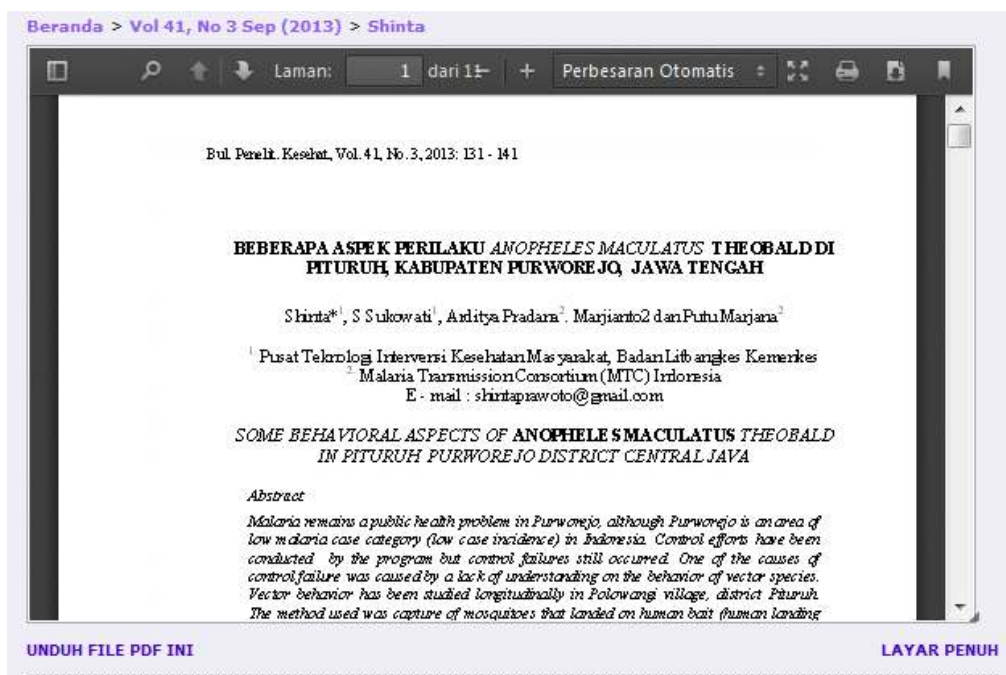 Beranda > Vol 41, No 3 Sep (2013) > Shinta
Laman: 1 dari 11 Perbesaran Otomatis
Bul. Penelit. Kesehat, Vol. 41, No. 3, 2013: 131 - 141
BEBERAPA ASPEK PERILAKU ANOPHELES MACULATUS THEOBALD DI
PITURUH, KABUPATEN PURWOREJO, JAWA TENGAH
Shinta*¹, S Sukowati¹, Arditya Pradana². Marjianto2 dan Putu Marjana²
¹ Pusat Teknologi Intervensi Kesehatan Masyarakat, Badan Litbangkes Kemenkes
² Malaria Transmission Consortium (MTC) Indonesia
E - mail : shintaprawoto@gmail.com
SOME BEHAVIORAL ASPECTS OF ANOPHELES MACULATUS THEOBALD
IN PITURUH PURWOREJO DISTRICT CENTRAL JAVA
Abstract
Malaria remains a public health problem in Purworejo, although Purworejo is an area of
low malaria case category (low case incidence) in Indonesia. Control efforts have been
conducted by the program but control failures still occurred. One of the causes of
control failure was caused by a lack of understanding on the behavior of vector species.
Vector behavior has been studied longitudinally in Polowangi village, district Pituruh.
The method used was capture of mosquitoes that landed on human bait (human landing
UNDUH FILE PDF INI
LAYAR PENUH